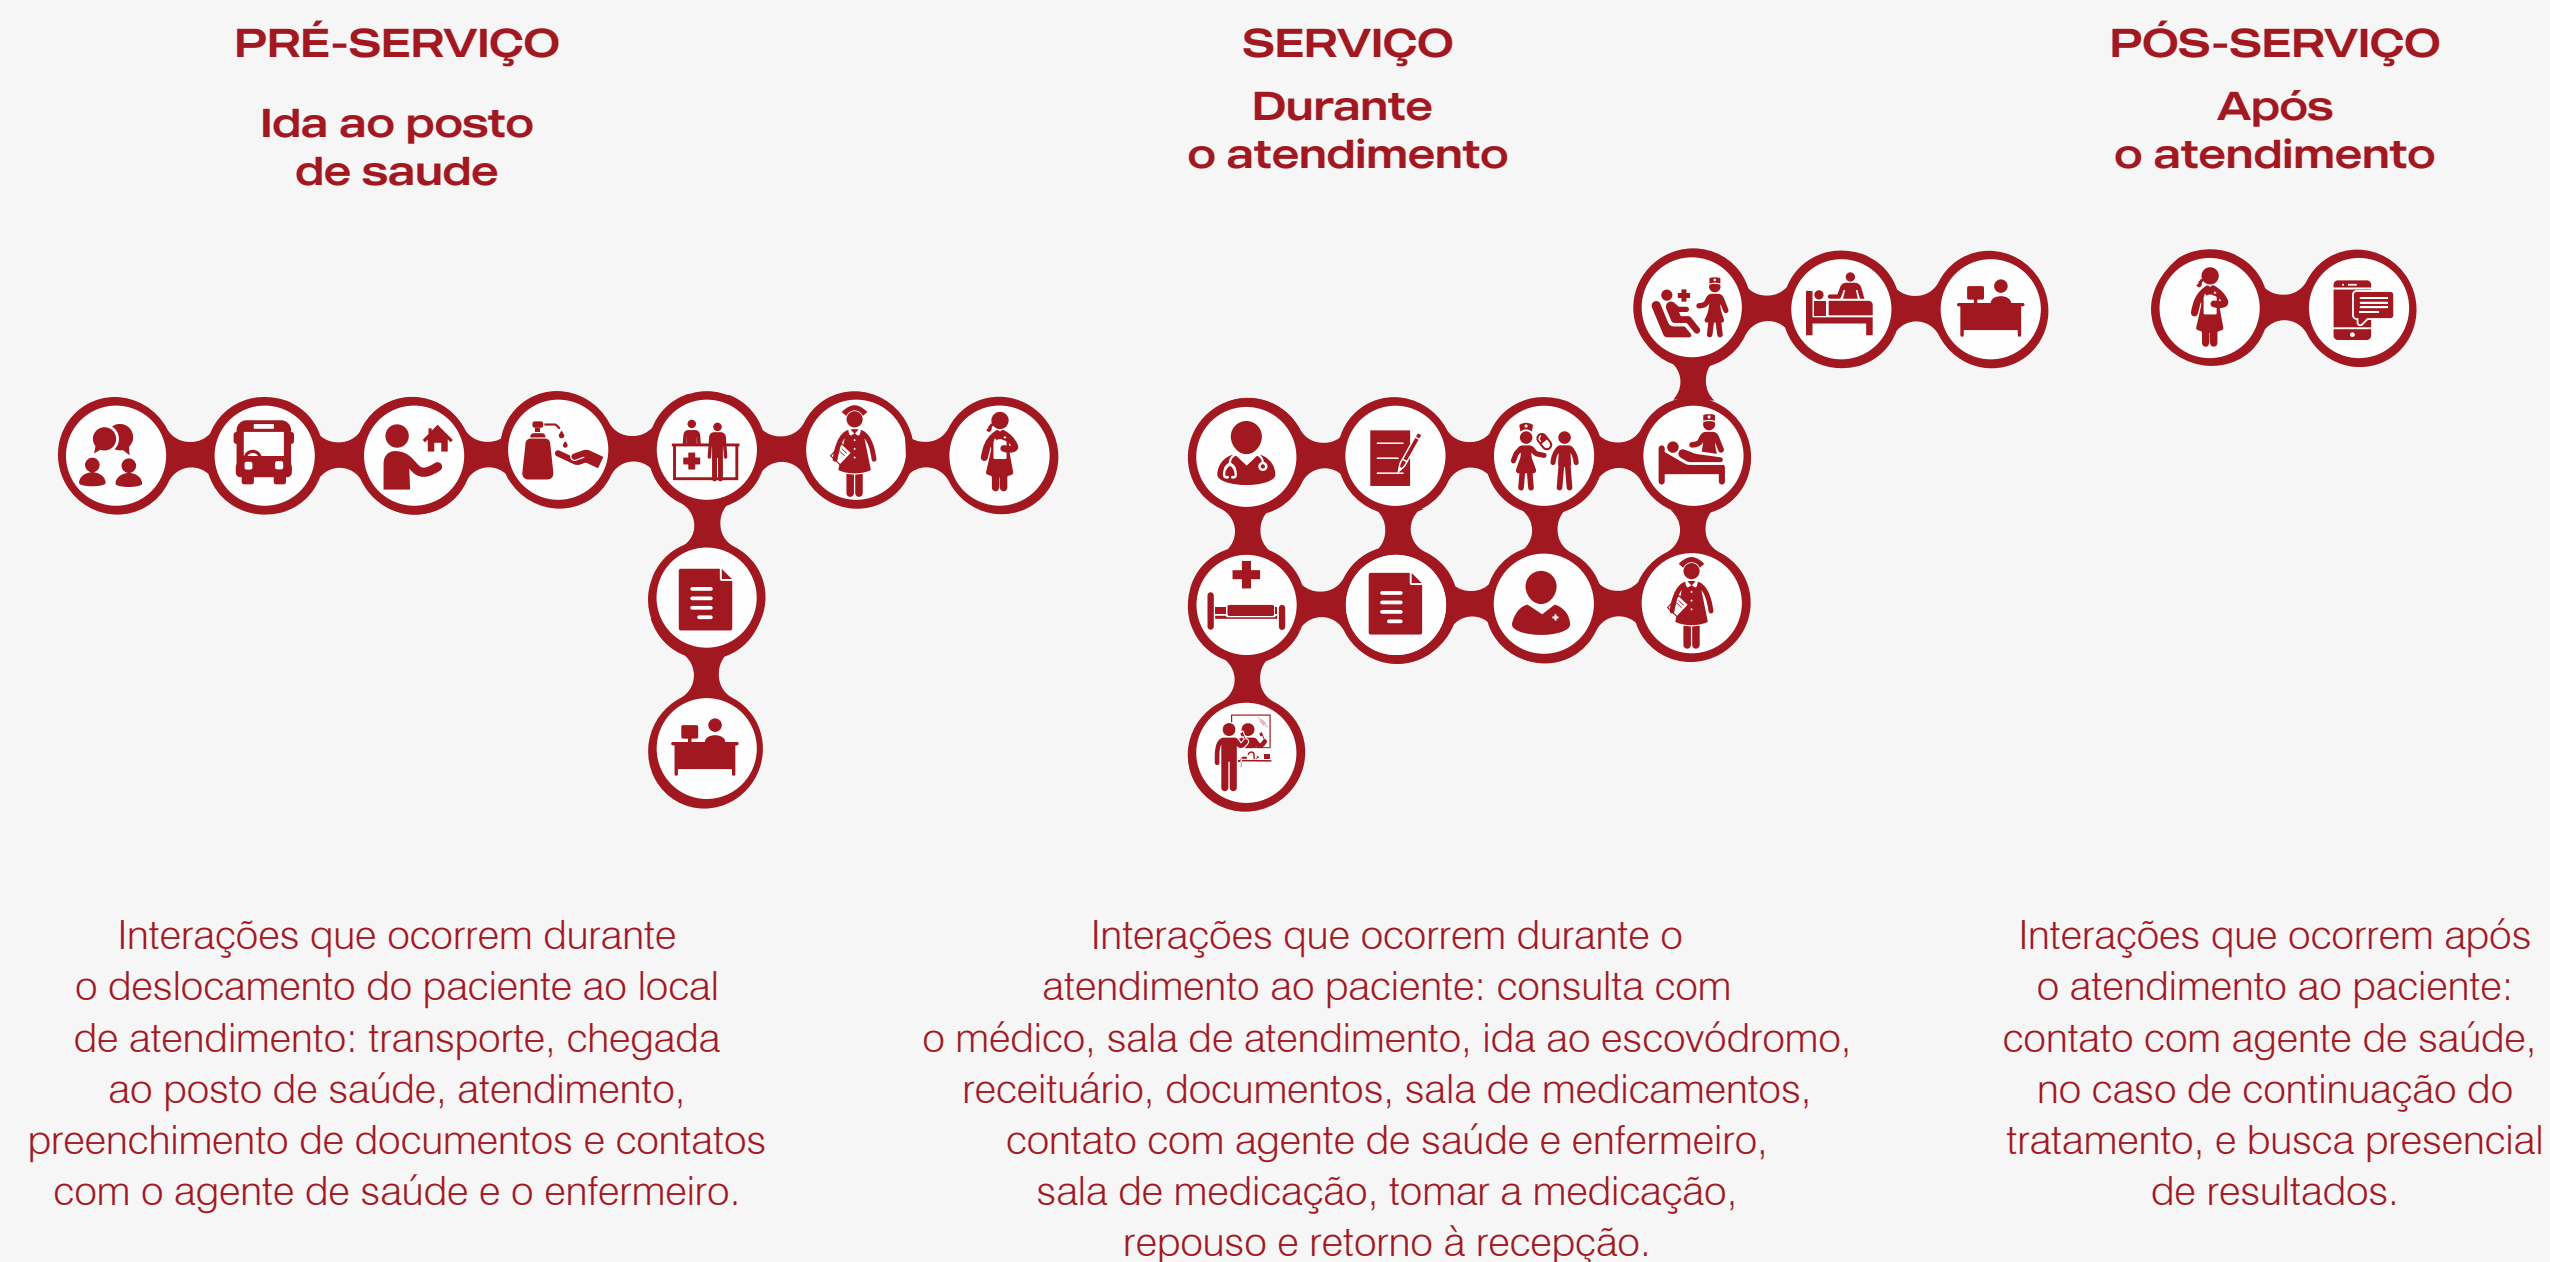 PRÉ-SERVIÇO
Ida ao posto
de saude
Interações que ocorrem durante
o deslocamento do paciente ao local
de atendimento: transporte, chegada
ao posto de saúde, atendimento,
preenchimento de documentos e contatos
com o agente de saúde e o enfermeiro.
SERVIÇO
Durante
o atendimento
Interações que ocorrem durante o
atendimento ao paciente: consulta com
o médico, sala de atendimento, ida ao escovódromo,
receituário, documentos, sala de medicamentos,
contato com agente de saúde e enfermeiro,
sala de medicação, tomar a medicação,
repouso e retorno à recepção.
PÓS-SERVIÇO
Após
o atendimento
Interações que ocorrem após
o atendimento ao paciente:
contato com agente de saúde,
no caso de continuação do
tratamento, e busca presencial
de resultados.